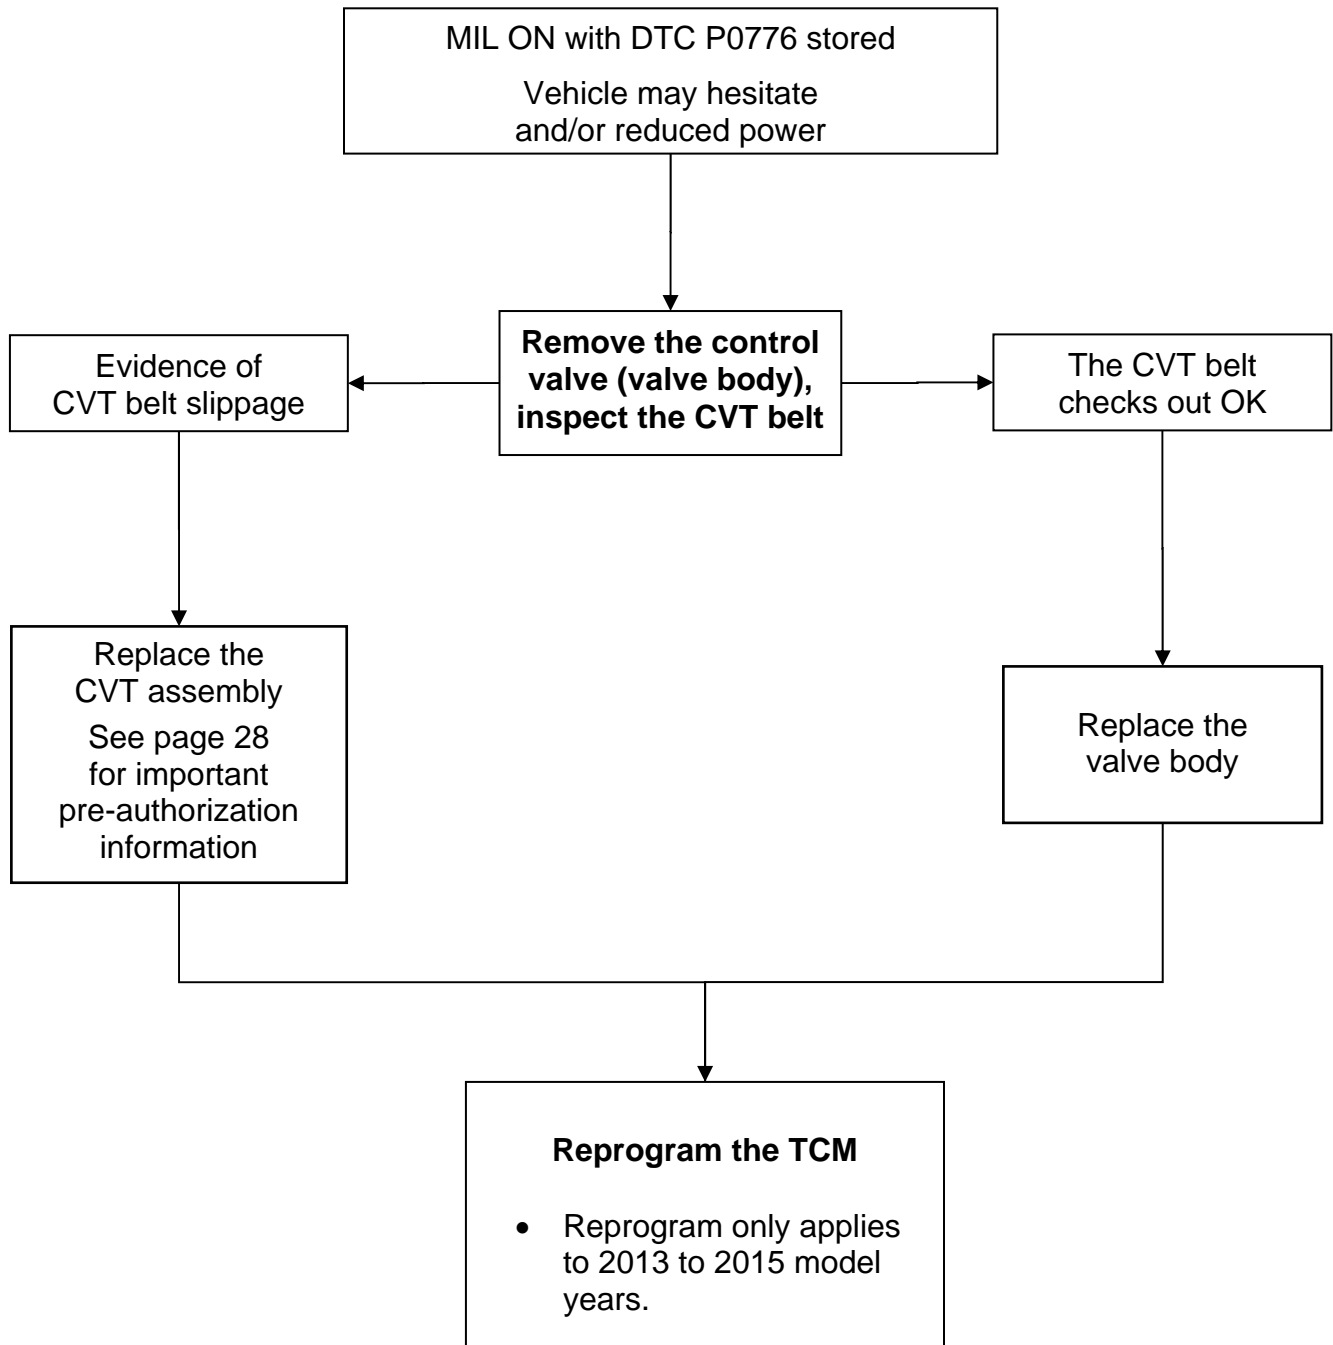 MIL ON with DTC P0776 stored
Vehicle may hesitate
and/or reduced power
Remove the control
valve (valve body),
inspect the CVT belt
Evidence of
CVT belt slippage
The CVT belt
checks out OK
Replace the
CVT assembly
See page 28
for important
pre-authorization
information
Replace the
valve body
Reprogram the TCM
• Reprogram only applies
to 2013 to 2015 model
years.